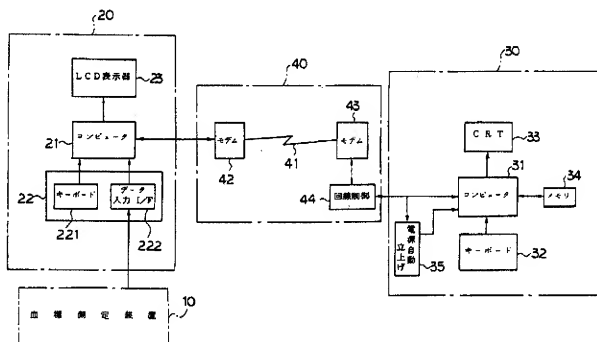 20
LCD表示器
23
コンピュータ
21
22
キーボード
221
データ
入力 I/F
222
血糖測定装置
10
40
モデム
42
41
43
モデム
44
回線制御
30
CRT
33
31
コンピュータ
34
メモリ
キーボード
32
電源自動
立上げ
35